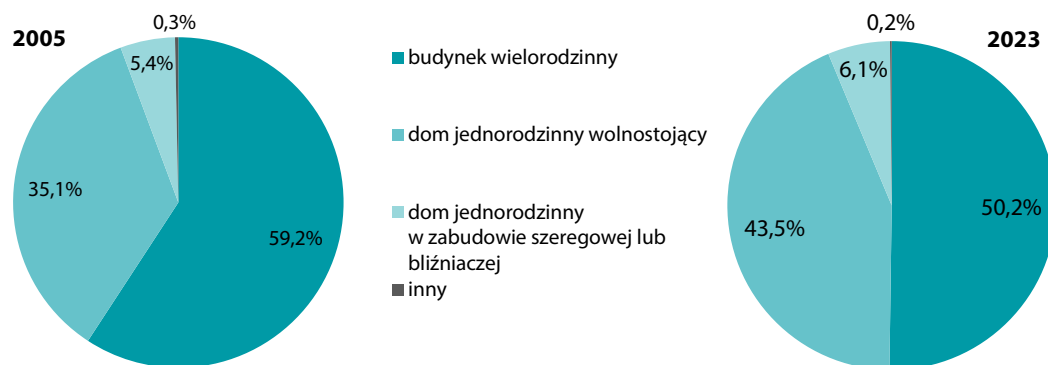 2005
0,3%
5,4%
35,1%
59,2%
budynek wielorodzinny
dom jednorodzinny wolnostojący
dom jednorodzinny
w zabudowie szeregowej lub
bliźniaczej
inny
2023
0,2%
6,1%
43,5%
50,2%